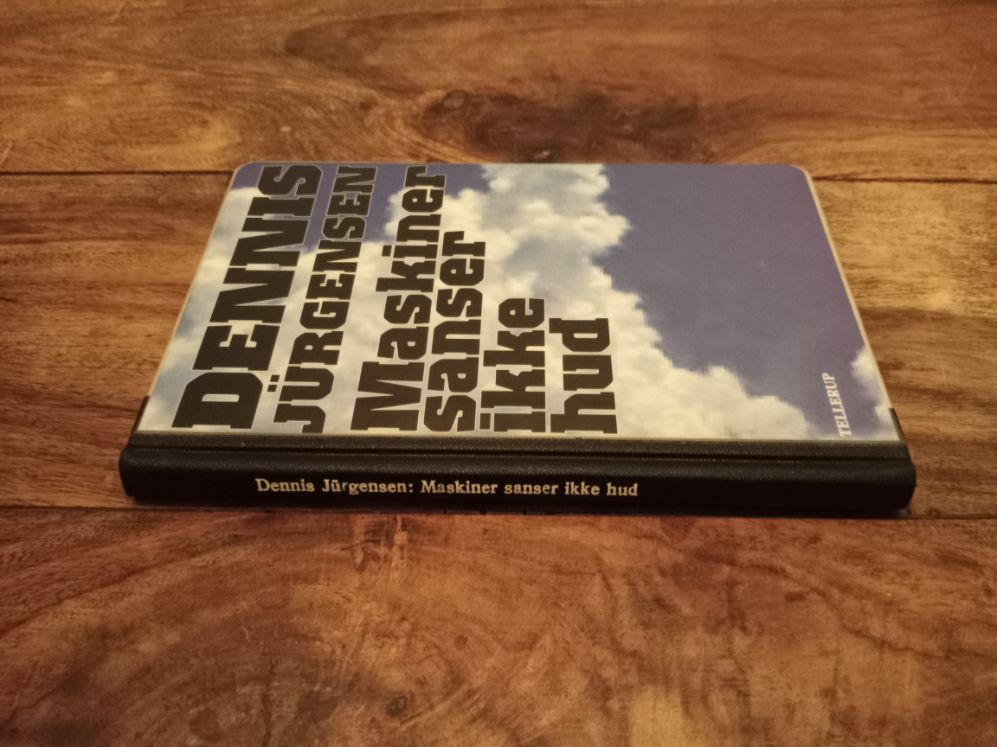 DENNIS
JÜRGENSEN
Maskiner
sanser
ikke
hud
TELLERUP
Dennis Jürgensen: Maskiner sanser ikke hud